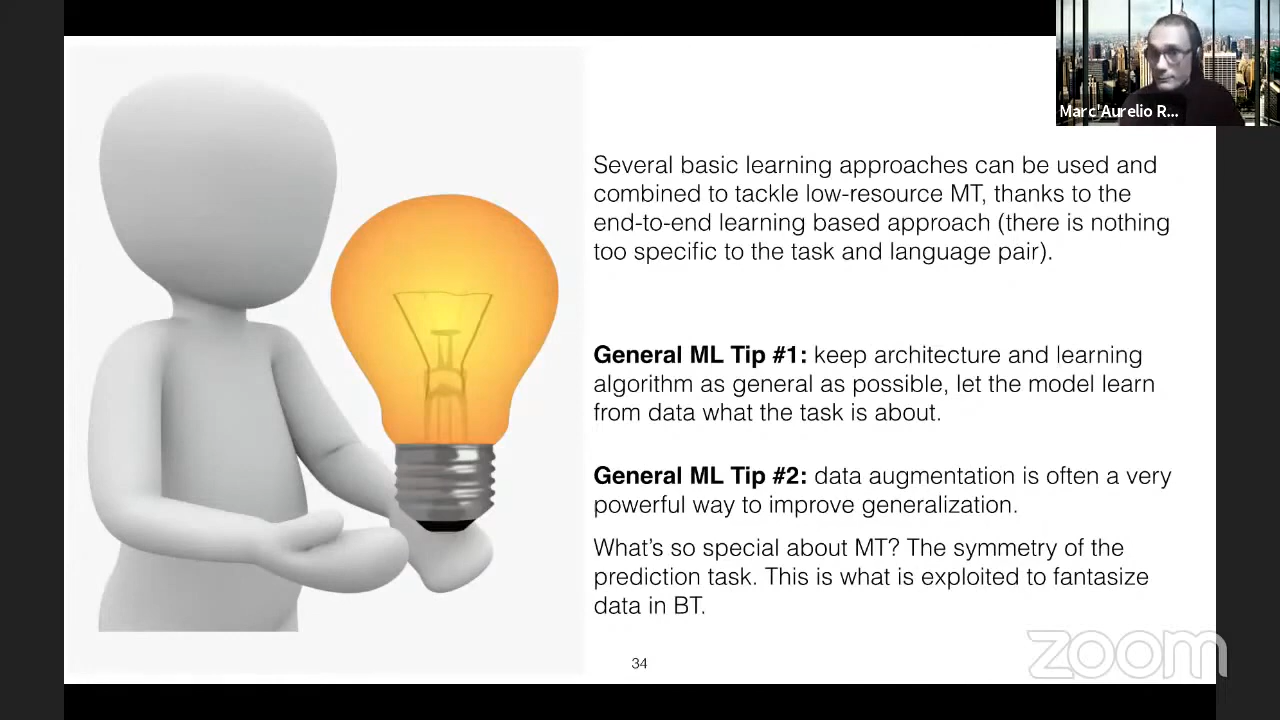 Marc'Aurelio R...
Several basic learning approaches can be used and
combined to tackle low-resource MT, thanks to the
end-to-end learning based approach (there is nothing
too specific to the task and language pair).
General ML Tip #1: keep architecture and learning
algorithm as general as possible, let the model learn
from data what the task is about.
General ML Tip #2: data augmentation is often a very
powerful way to improve generalization.
What's so special about MT? The symmetry of the
prediction task. This is what is exploited to fantasize
data in BT.
34
zoom